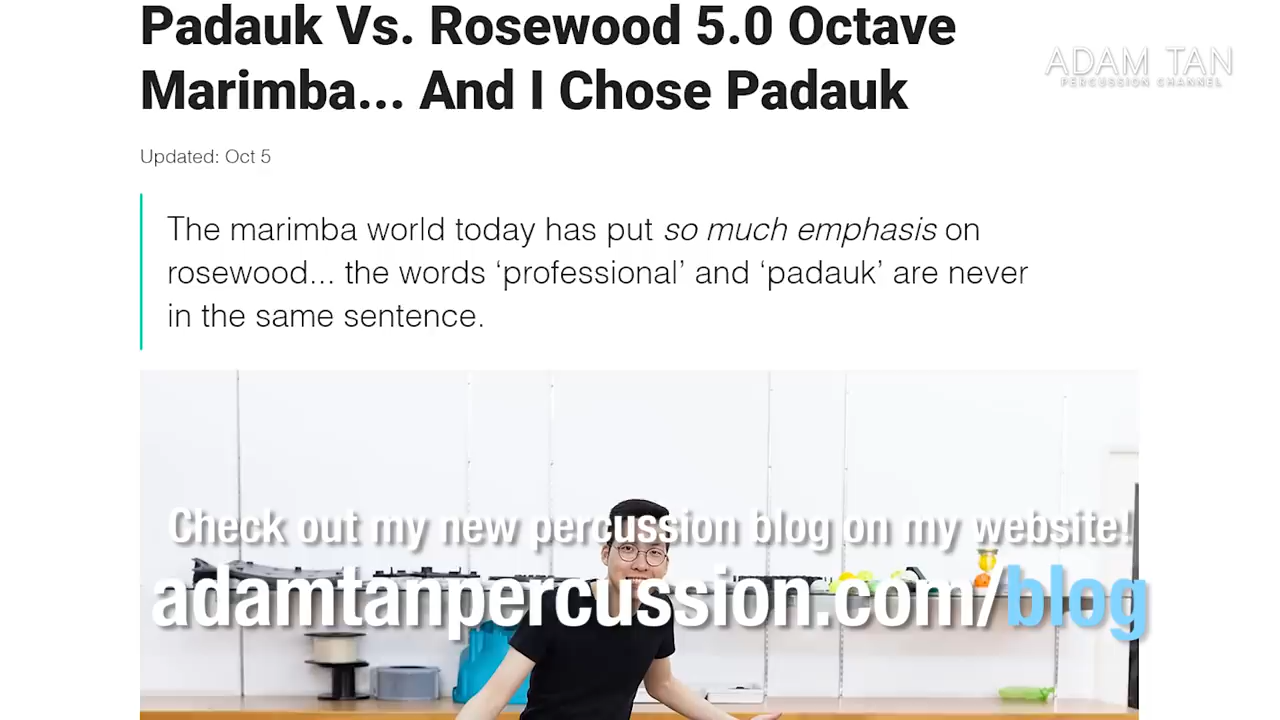 Padauk Vs. Rosewood 5.0 Octave
Marimba... And I Chose Padauk
ADAM TAN
PERCUSSION CHANNEL
Updated: Oct 5
The marimba world today has put so much emphasis on
rosewood... the words ‘professional’ and ‘padauk’ are never
in the same sentence.
Check out my new percussion blog on my website!
adamtanpercussion.com/blog